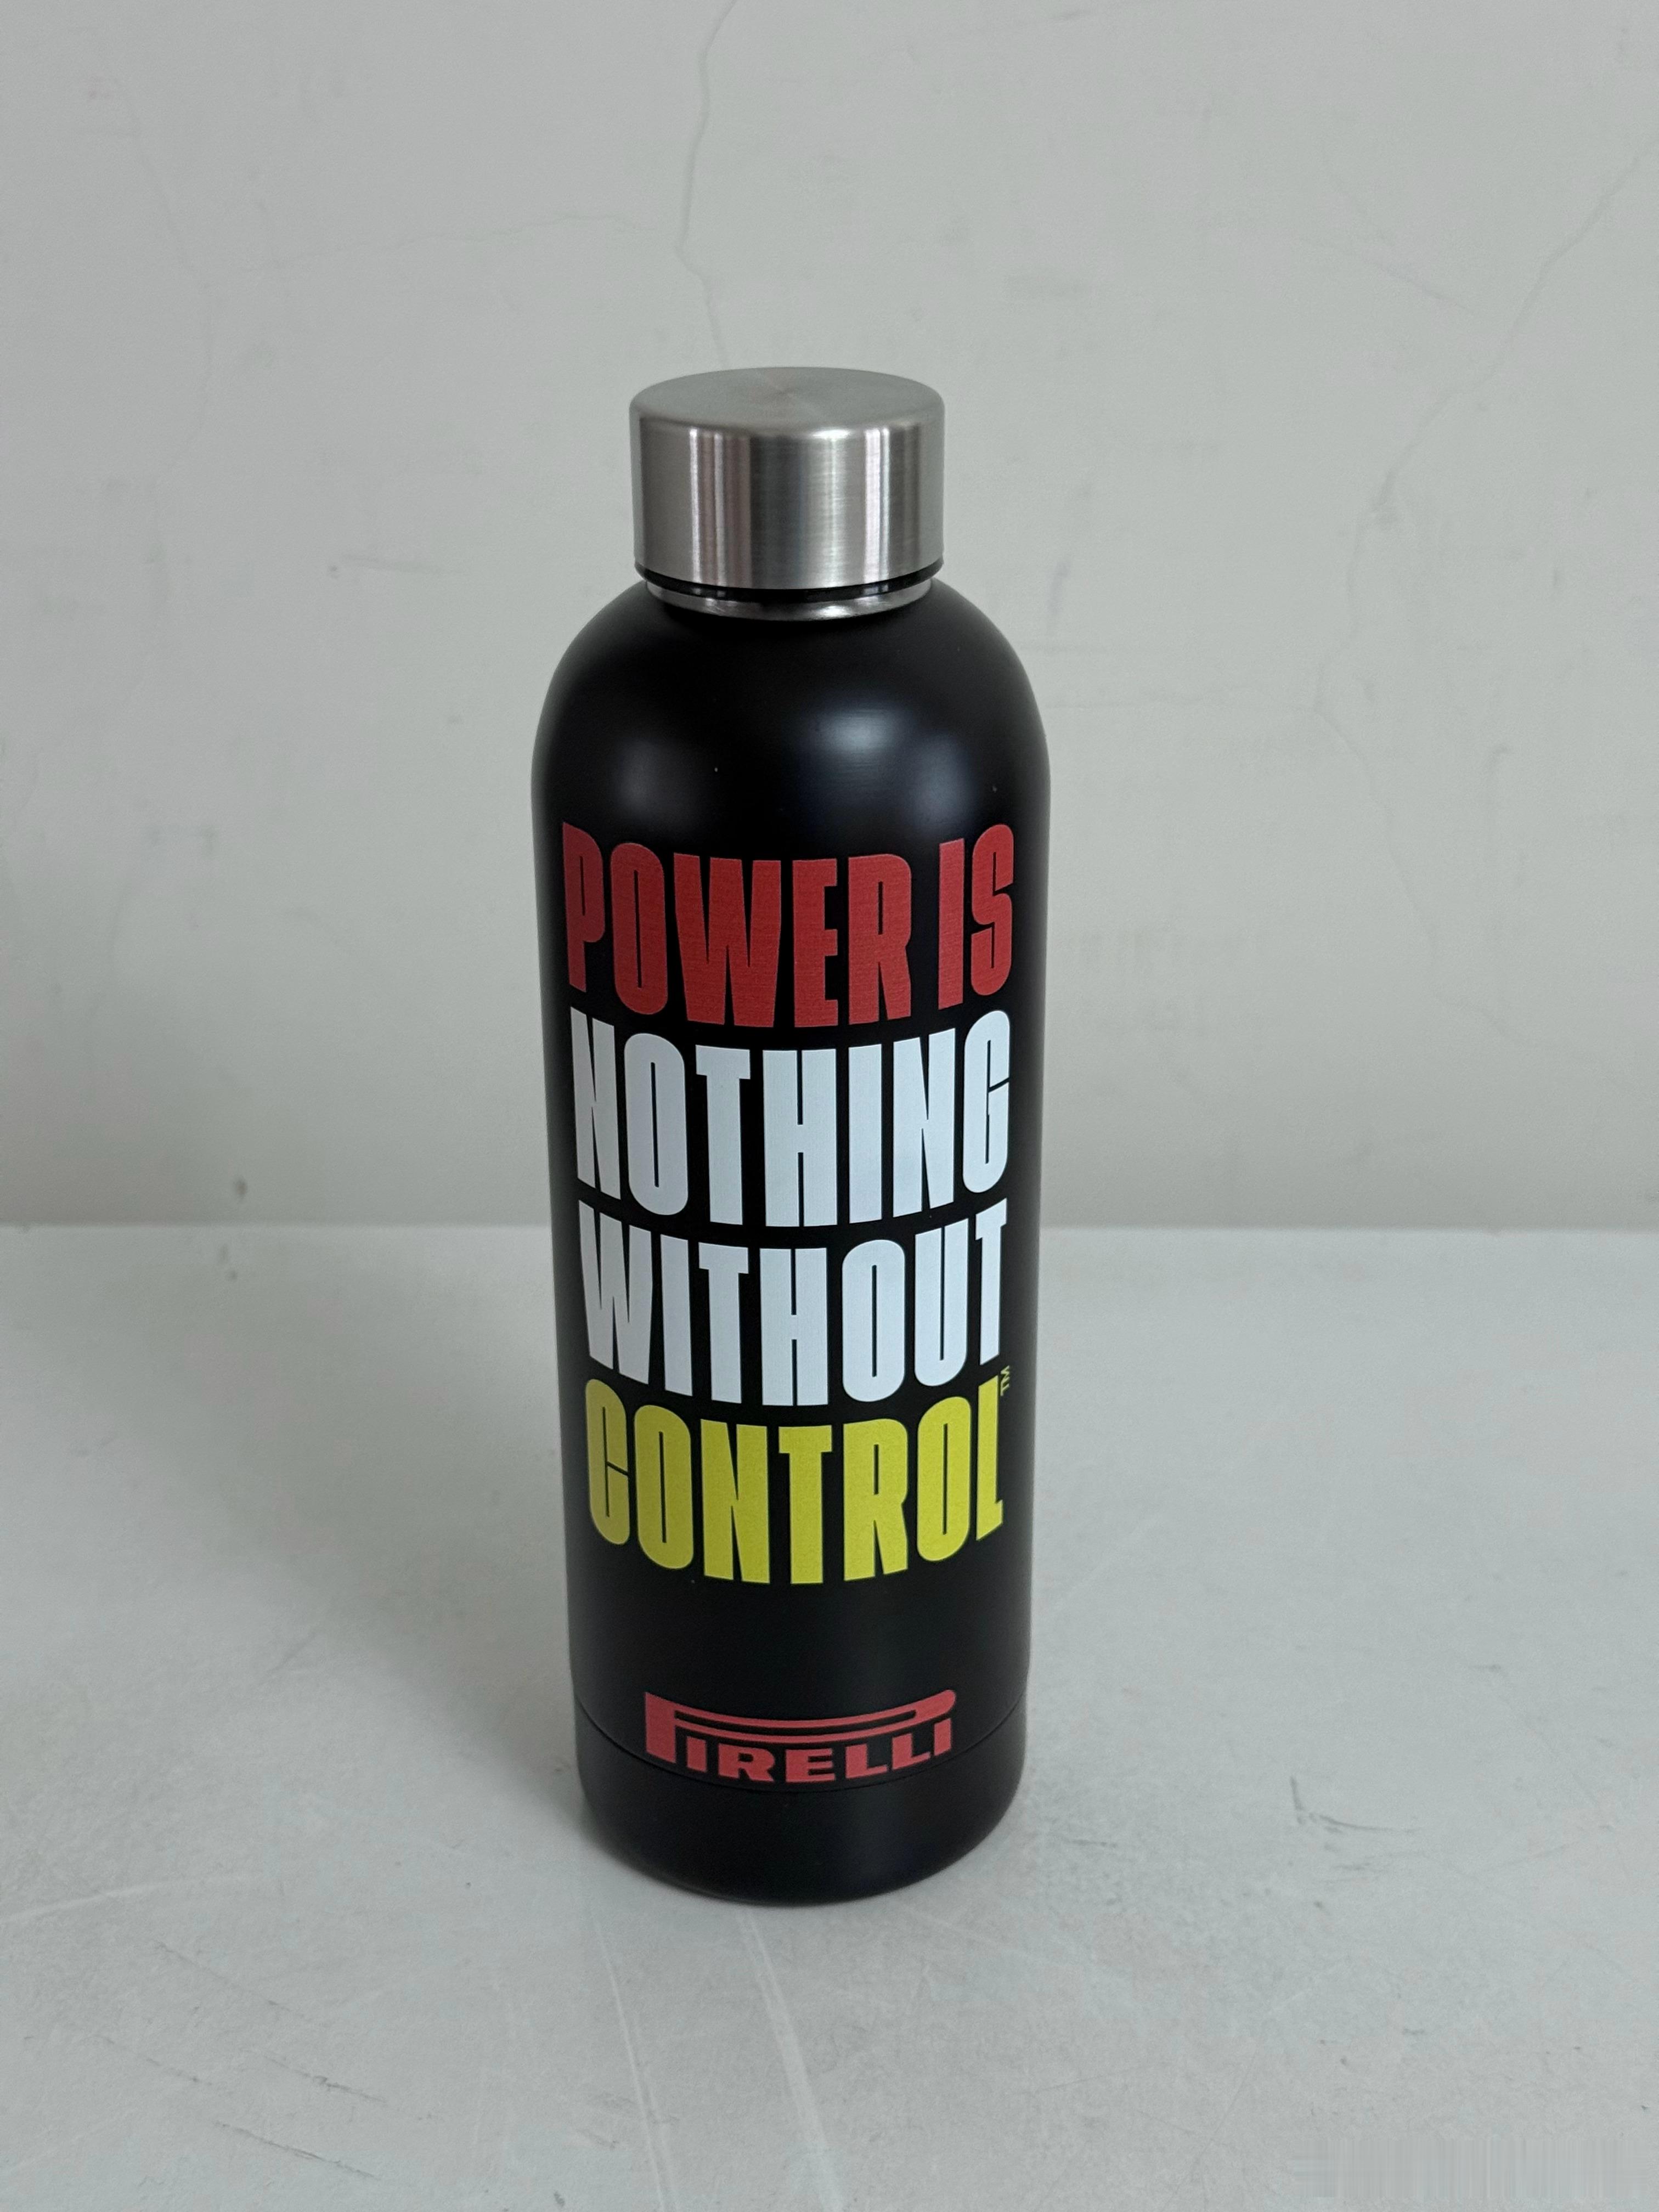 POWER IS
NOTHING
WITHOUT
CONTROL™
PIRELLI